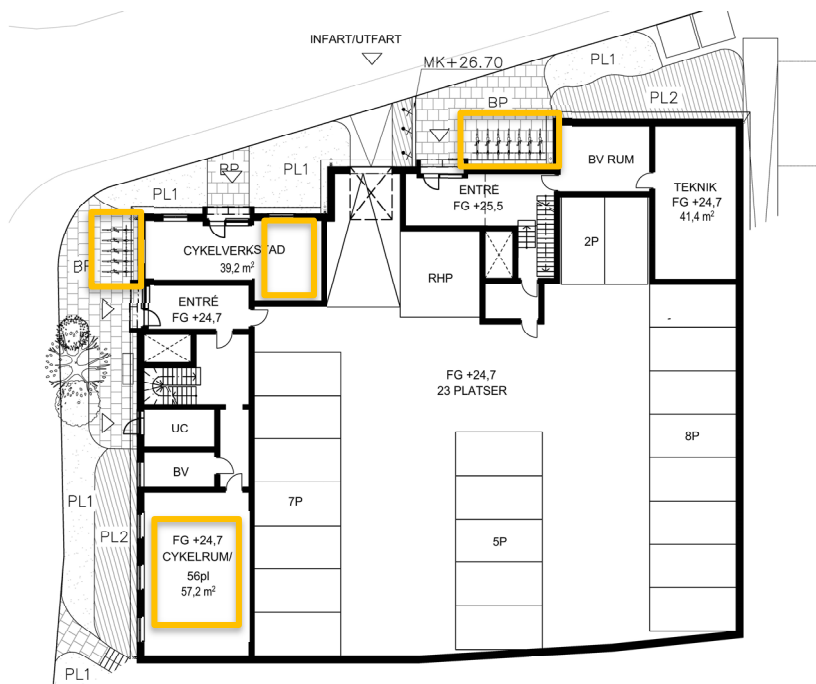 INFART/UTFART
MK+26.70
PL1
BP
PL2
BP
PL1
PL1
BV RUM
TEKNIK
FG +24,7
41,4 m²
ENTRÉ
FG +25,5
CYKELVERKSTAD
39,2 m²
2P
RHP
BP
ENTRÉ
FG +24,7
FG +24,7
23 PLATSER
UC
8P
BV
PL1
7P
PL2
FG +24,7
CYKELRUM/
56pl
57,2 m²
5P
PL1